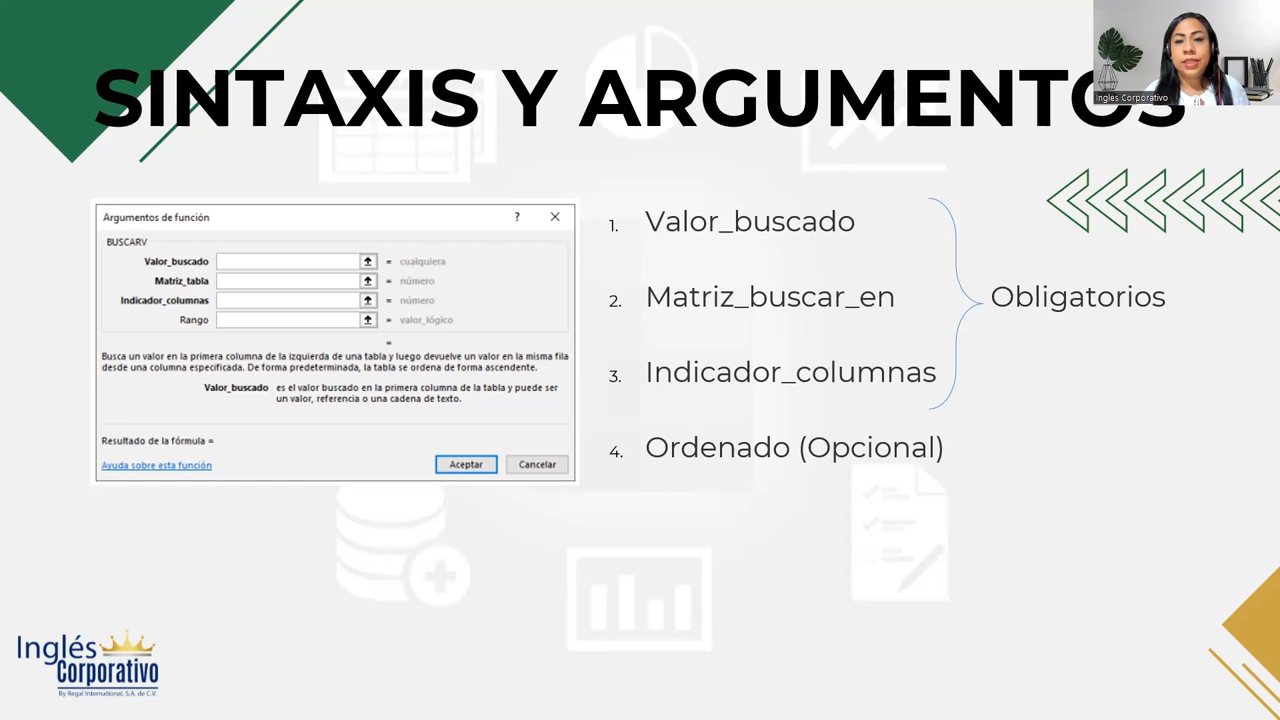 SINTAXIS Y ARGUMENTOS
Ingles Corporativo
Argumentos de función
?
BUSCARV
Valor_buscado = cualquiera
Matriz_tabla = número
Indicador_columnas = número
Rango = valor_lógico
=
Busca un valor en la primera columna de la izquierda de una tabla y luego devuelve un valor en la misma fila
desde una columna especificada. De forma predeterminada, la tabla se ordena de forma ascendente.
Valor_buscado es el valor buscado en la primera columna de la tabla y puede ser
un valor, referencia o una cadena de texto.
Resultado de la fórmula =
Ayuda sobre esta función
Aceptar Cancelar
1. Valor_buscado
2. Matriz_buscar_en
3. Indicador_columnas
4. Ordenado (Opcional)
Obligatorios
Inglés
Corporativo
By Regal International, S.A. de C.V.